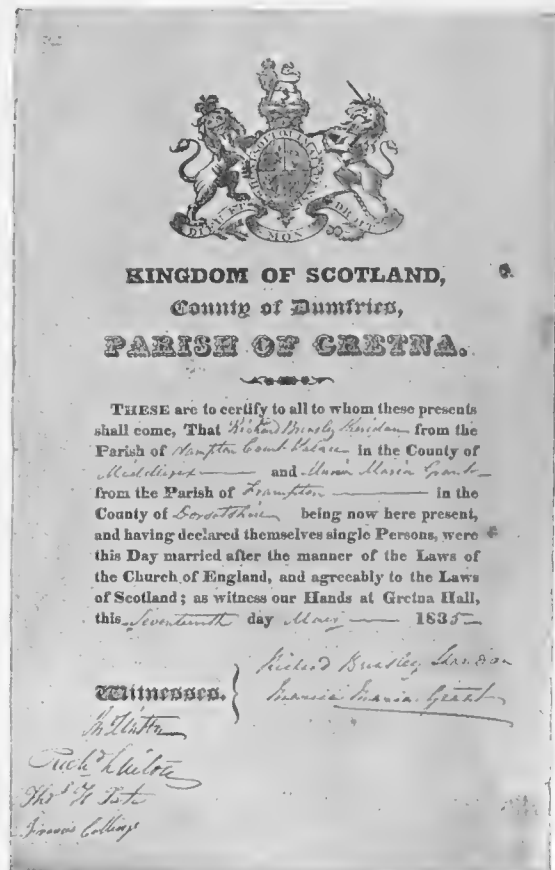 DIEU ET MON DROIT
KINGDOM OF SCOTLAND,
County of Dumfries,
PARISH OF GRETNA.
THESE are to certify to all to whom these presents
shall come, That Richard Brinsley Sheridan from the
Parish of Hampton Court Palace in the County of
Middlesex and Maria Grant
from the Parish of Frampton in the
County of Dorsetshire being now here present,
and having declared themselves single Persons, were
this Day married after the manner of the Laws of
the Church of England, and agreeably to the Laws
of Scotland; as witness our Hands at Gretna Hall,
this Seventeenth day 1835
Richard Brinsley Sheridan
Maria Grant
Witnesses.
Thos H
Francis